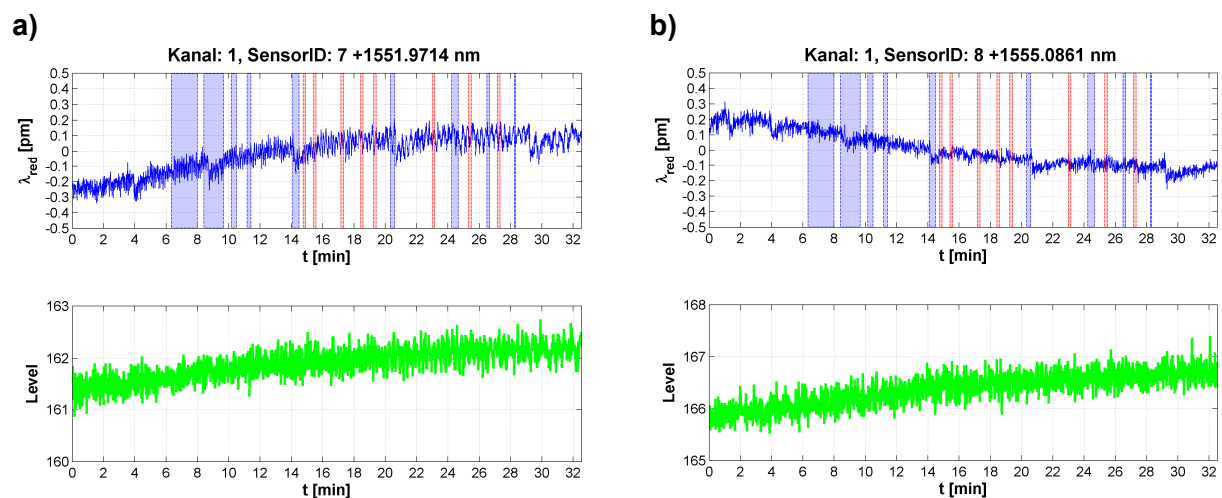 a)
Kanal: 1, SensorID: 7 +1551.9714 nm
λred [pm]
0.5
0.4
0.3
0.2
0.1
0
-0.1
-0.2
-0.3
-0.4
-0.5
0 2 4 6 8 10 12 14 16 18 20 22 24 26 28 30 32
t [min]
Level
163
162
161
160
0 2 4 6 8 10 12 14 16 18 20 22 24 26 28 30 32
t [min]
b)
Kanal: 1, SensorID: 8 +1555.0861 nm
λred [pm]
0.5
0.4
0.3
0.2
0.1
0
-0.1
-0.2
-0.3
-0.4
-0.5
0 2 4 6 8 10 12 14 16 18 20 22 24 26 28 30 32
t [min]
Level
168
167
166
165
0 2 4 6 8 10 12 14 16 18 20 22 24 26 28 30 32
t [min]